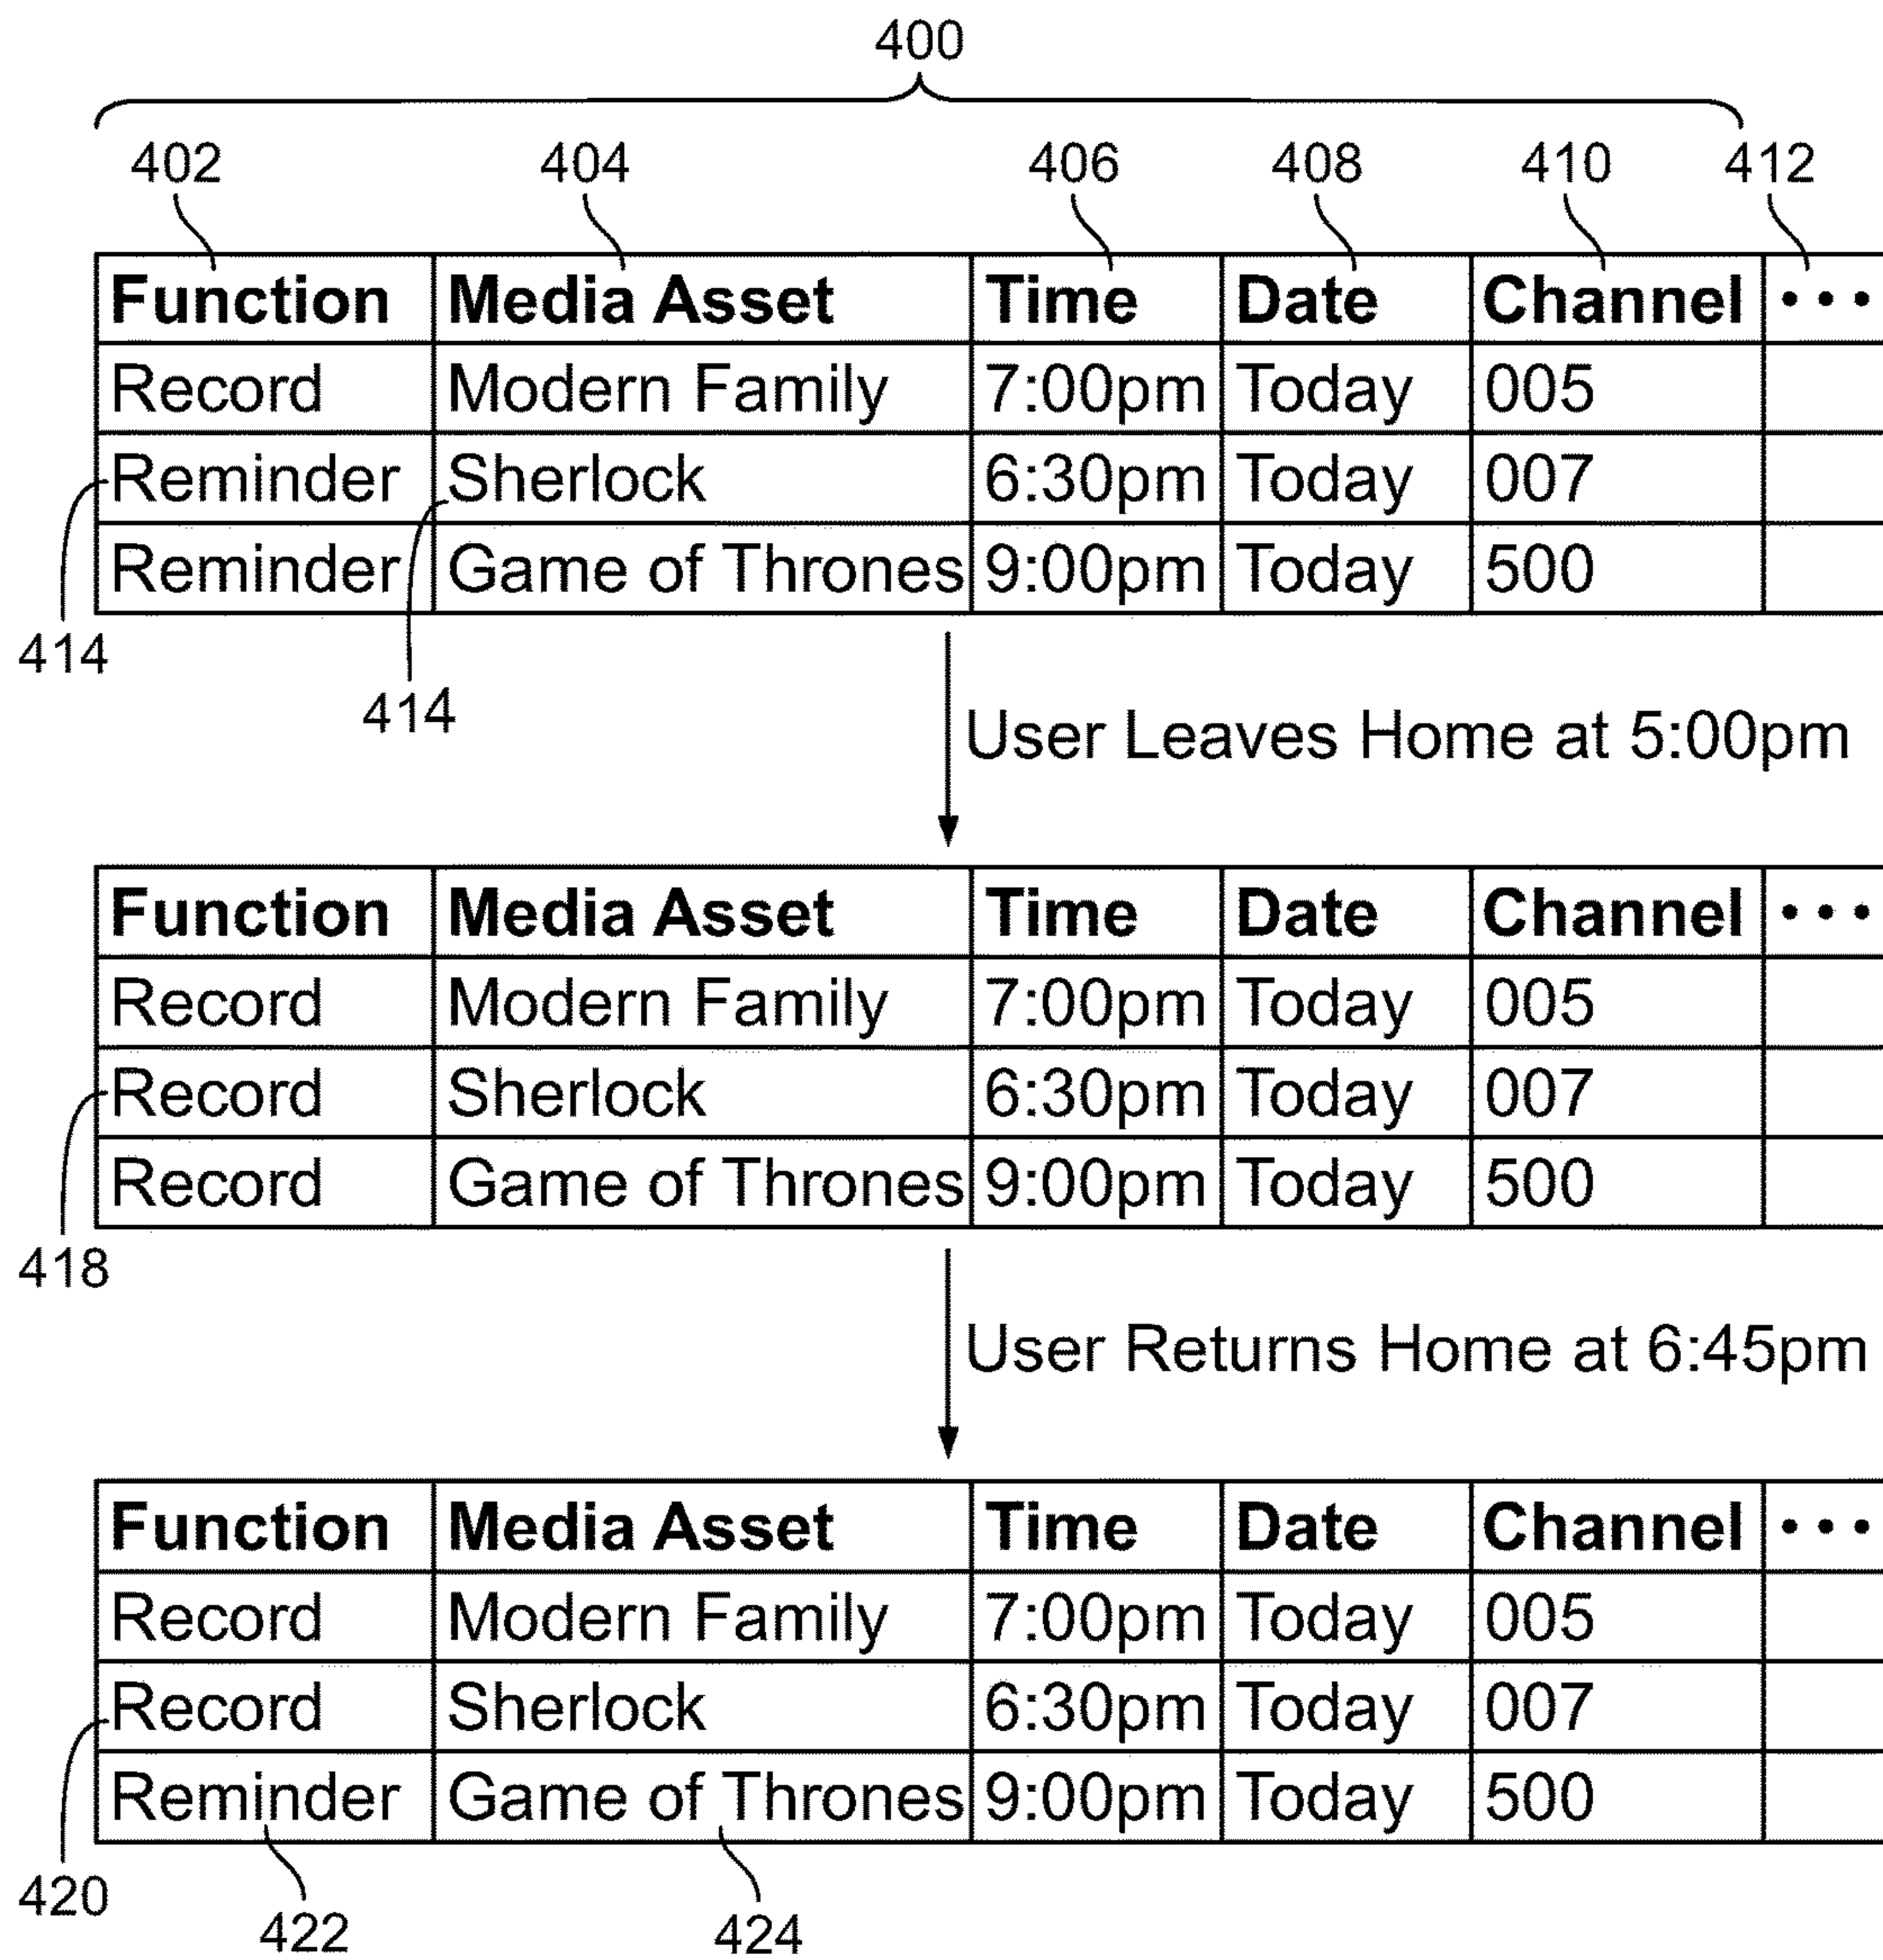 400
402 404 406 408 410 412
Function Media Asset Time Date Channel • • •
Record Modern Family 7:00pm Today 005
Reminder Sherlock 6:30pm Today 007
Reminder Game of Thrones 9:00pm Today 500
414
414
User Leaves Home at 5:00pm
Function Media Asset Time Date Channel • • •
Record Modern Family 7:00pm Today 005
Record Sherlock 6:30pm Today 007
Record Game of Thrones 9:00pm Today 500
418
User Returns Home at 6:45pm
Function Media Asset Time Date Channel • • •
Record Modern Family 7:00pm Today 005
Record Sherlock 6:30pm Today 007
Reminder Game of Thrones 9:00pm Today 500
420
422 424